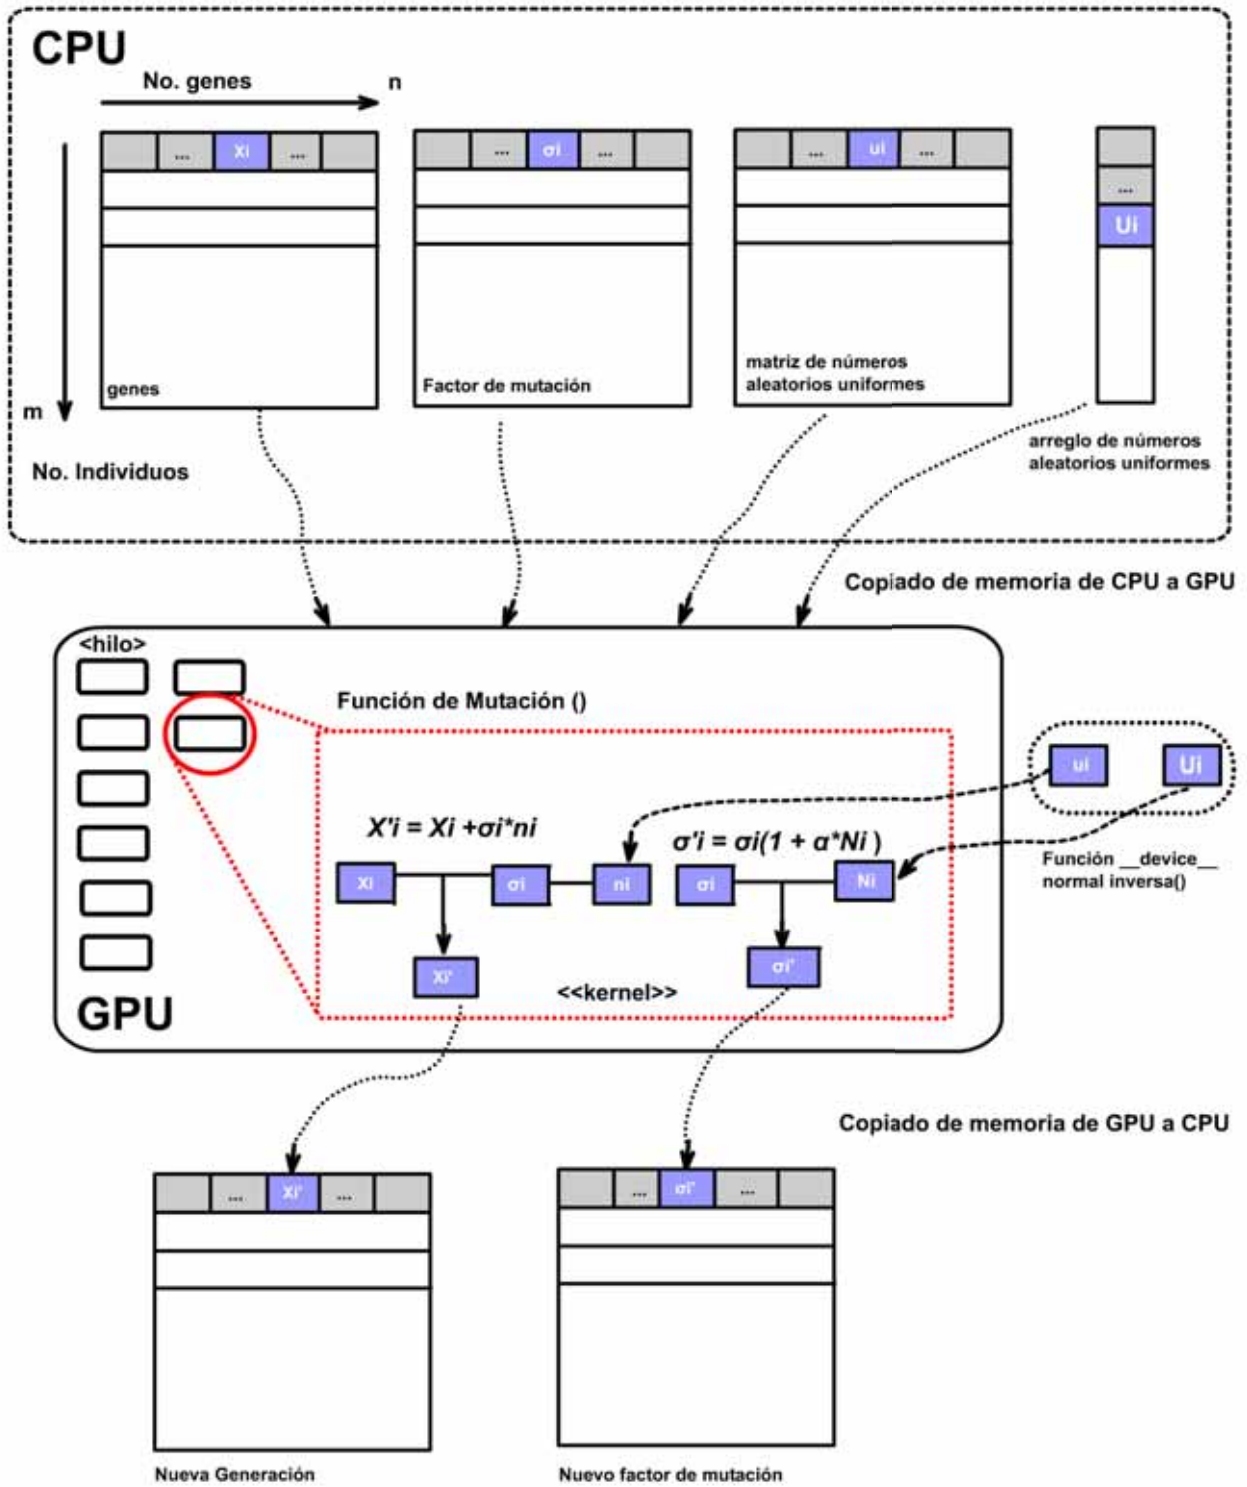 CPU
No. genes
n
... Xi ...
... σi ...
... ui ...
...
Ui
genes
Factor de mutación
matriz de números
aleatorios uniformes
m
No. Individuos
arreglo de números
aleatorios uniformes
Copiado de memoria de CPU a GPU
<hilo>
Función de Mutación ()
ui
Ui
X'i = Xi +σi*ni
σ'i = σi(1 + α*Ni )
Función __device__
normal inversa()
Xi
σi
ni
σi
Ni
Xi'
σi'
<<kernel>>
GPU
Copiado de memoria de GPU a CPU
... Xi' ...
... σi' ...
Nueva Generación
Nuevo factor de mutación